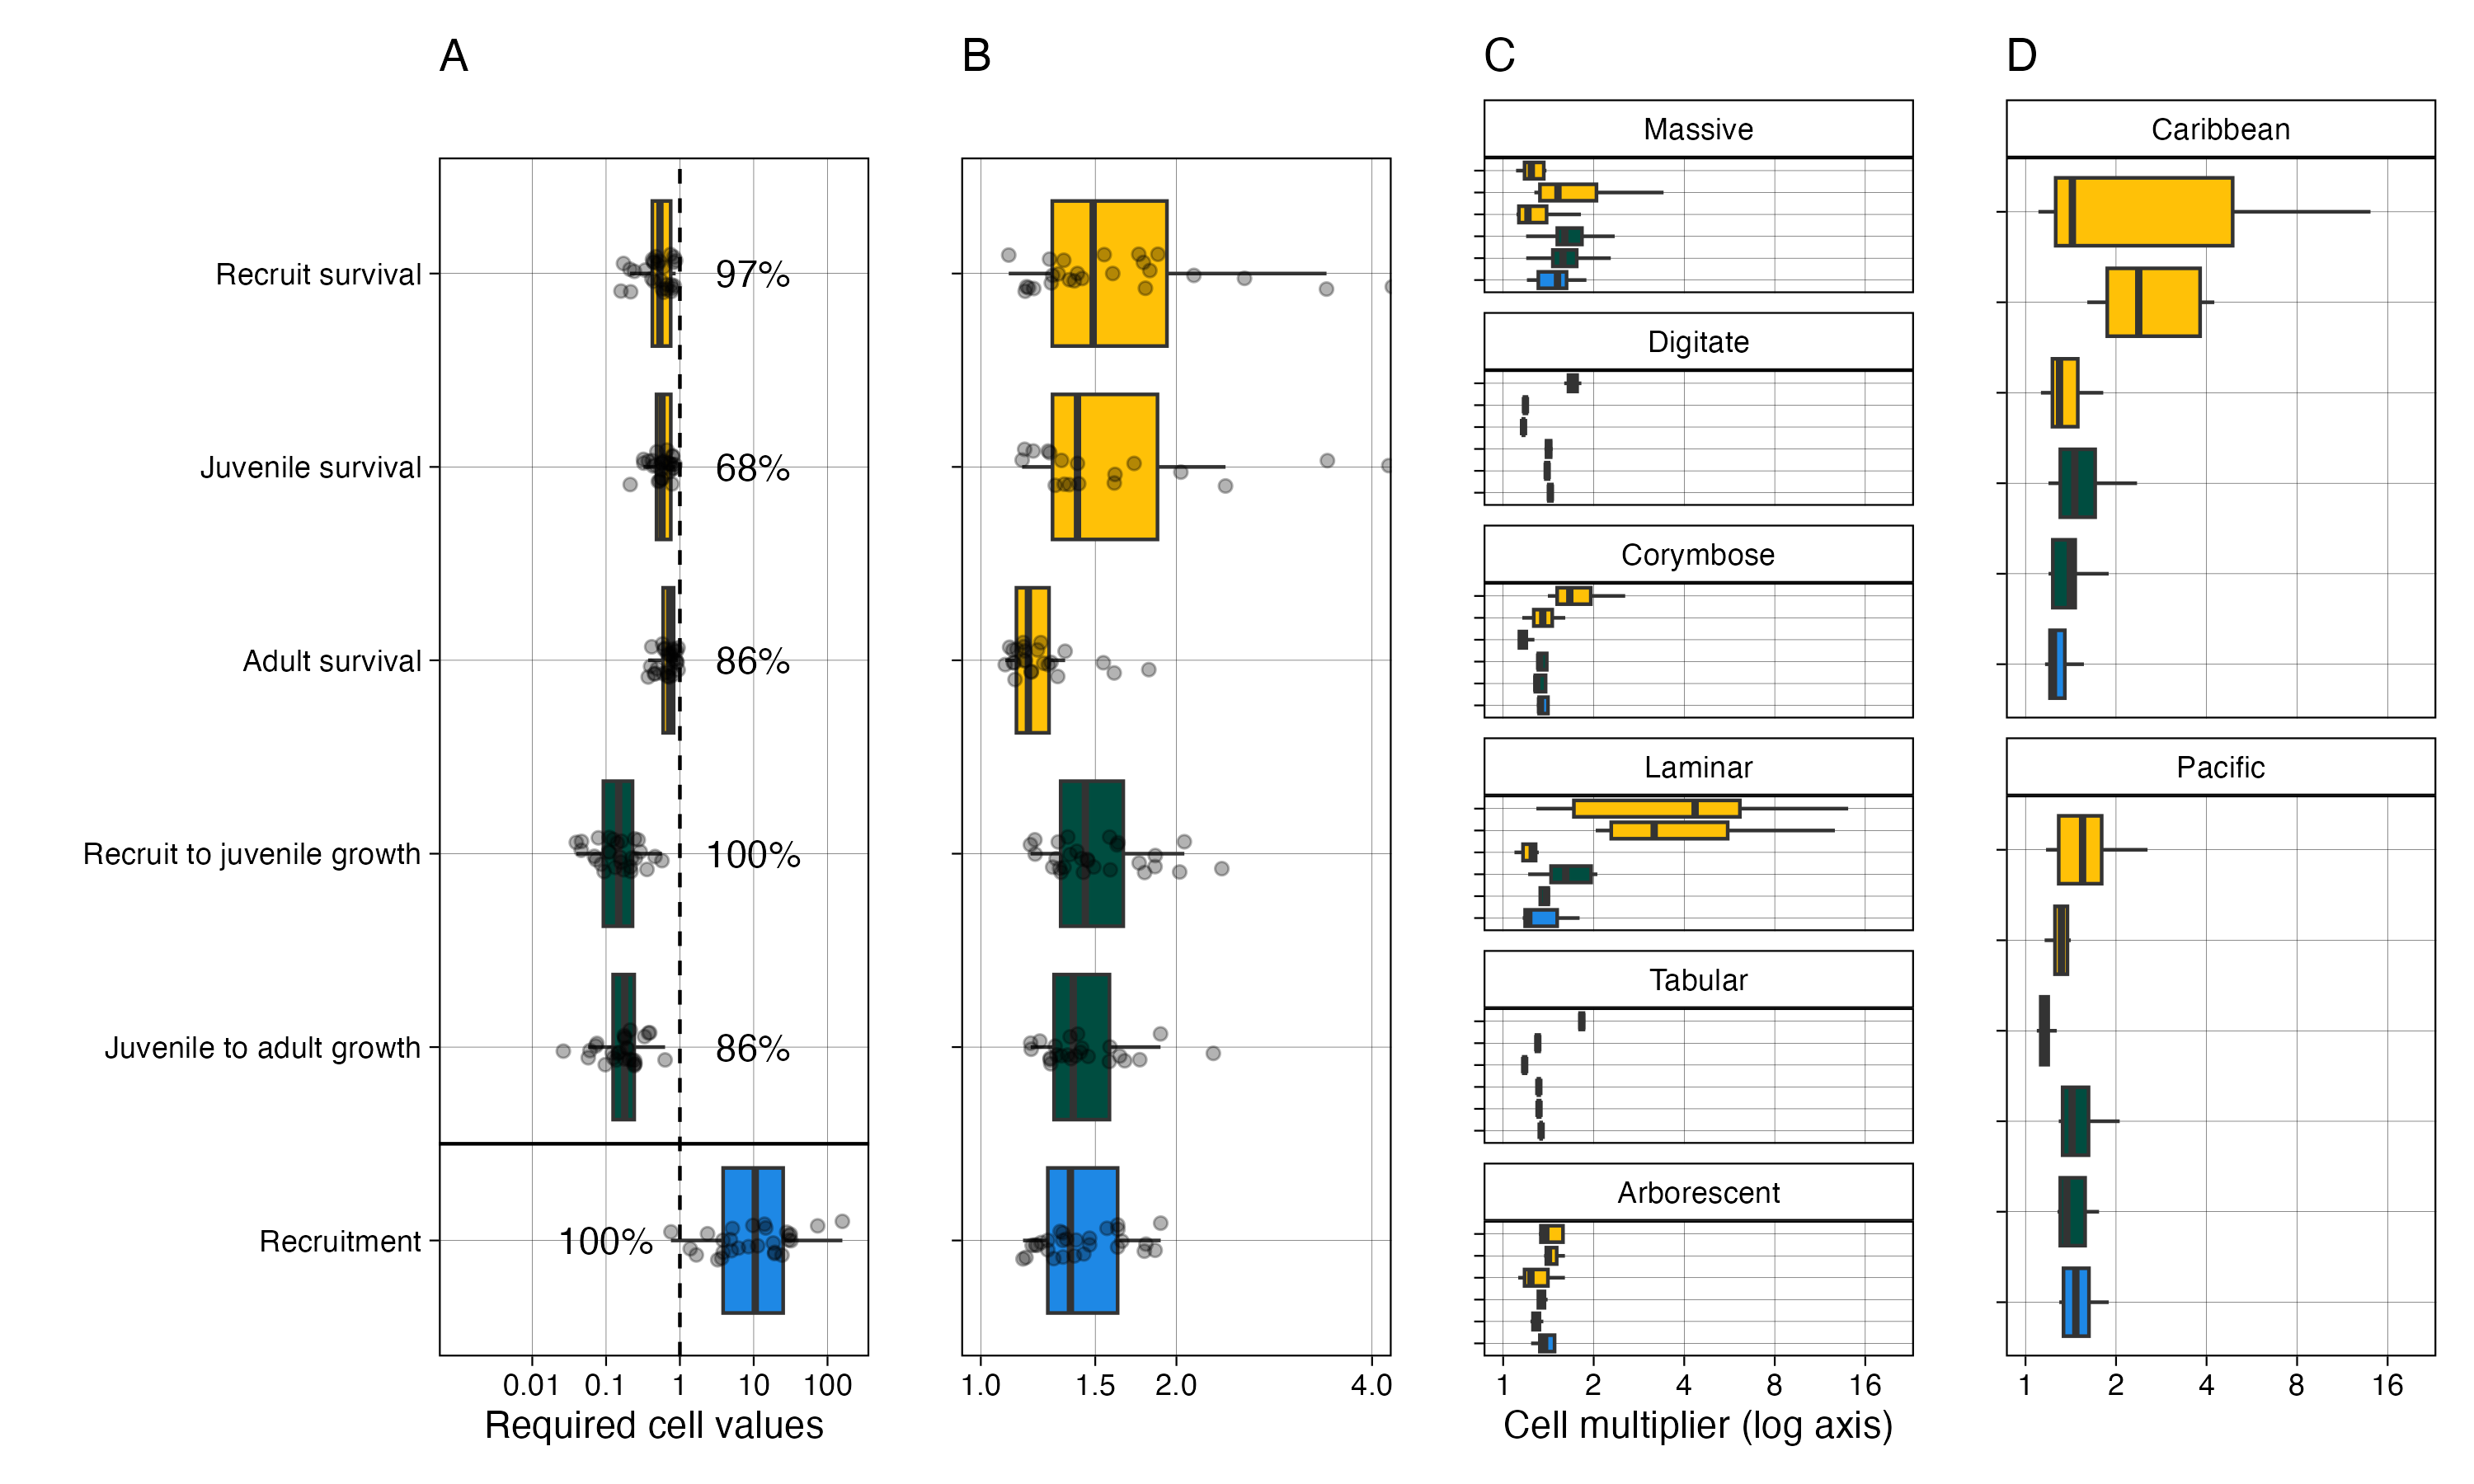 A
B
C
D
Recruit survival
Juvenile survival
Adult survival
Recruit to juvenile growth
Juvenile to adult growth
Recruitment
97%
68%
86%
100%
86%
100%
0.01 0.1 1 10 100
Required cell values
1.0 1.5 2.0 4.0
Massive
Digitate
Corymbose
Laminar
Tabular
Arborescent
1 2 4 8 16
Cell multiplier (log axis)
Caribbean
Pacific
1 2 4 8 16